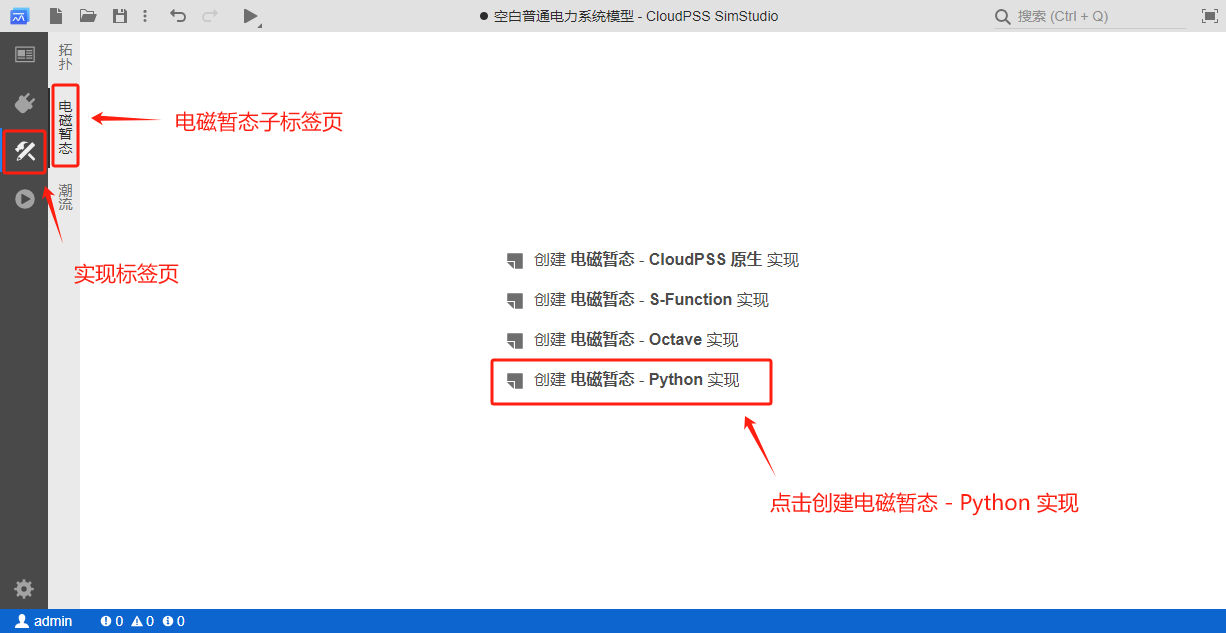 ● 空白普通电力系统模型 - CloudPSS SimStudio
搜索 (Ctrl + Q)
拓扑
电磁暂态
潮流
电磁暂态子标签页
实现标签页
创建 电磁暂态 - CloudPSS 原生 实现
创建 电磁暂态 - S-Function 实现
创建 电磁暂态 - Octave 实现
创建 电磁暂态 - Python 实现
点击创建电磁暂态 - Python 实现
admin 0 0 0